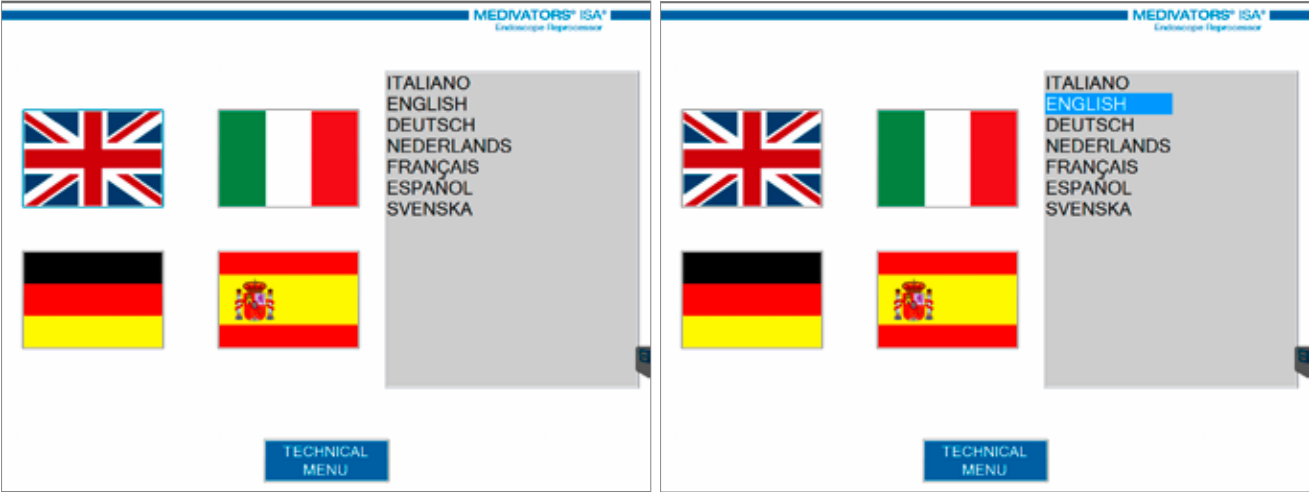 MEDIVATORS® ISA®
Endoscope Reprocessor
ITALIANO
ENGLISH
DEUTSCH
NEDERLANDS
FRANÇAIS
ESPAÑOL
SVENSKA
TECHNICAL
MENU
MEDIVATORS® ISA®
Endoscope Reprocessor
ITALIANO
ENGLISH
DEUTSCH
NEDERLANDS
FRANÇAIS
ESPAÑOL
SVENSKA
TECHNICAL
MENU